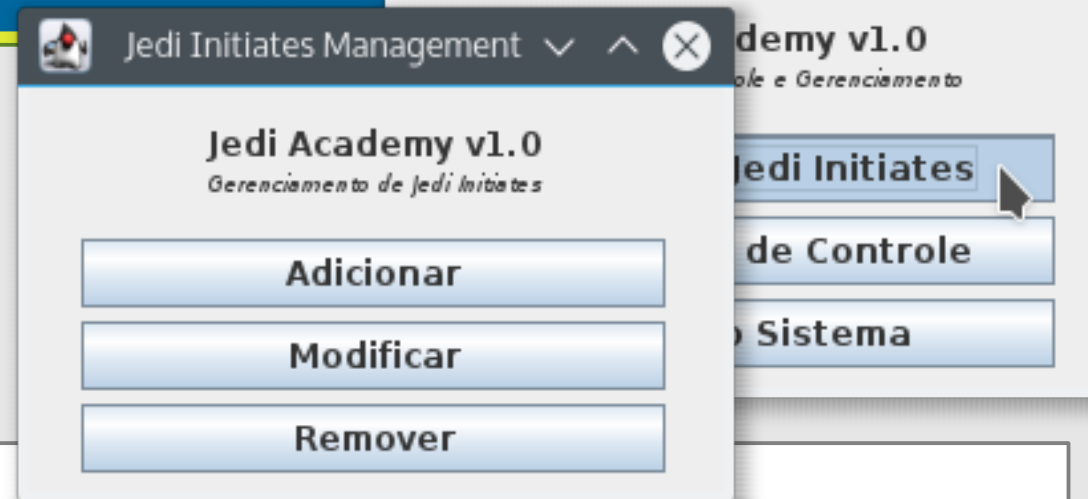 Jedi Initiates Management
Jedi Academy v1.0
Gerenciamento de Jedi Initiates
Adicionar
Modificar
Remover
demy v1.0
ole e Gerenciamento
Jedi Initiates
de Controle
o Sistema